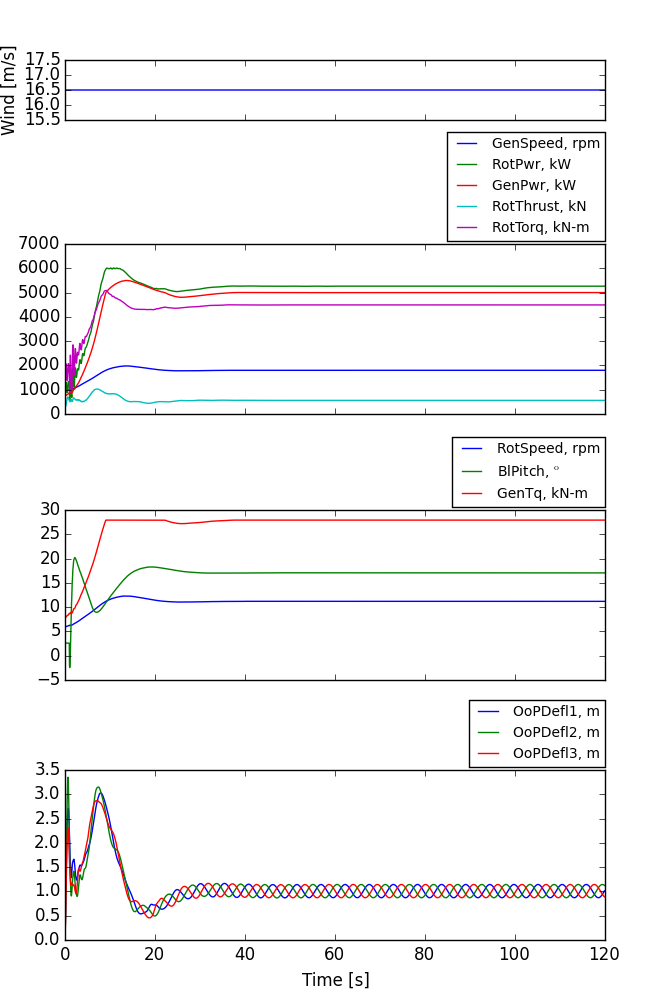 Wind [m/s]
17.5
17.0
16.5
16.0
15.5
GenSpeed, rpm
RotPwr, kW
GenPwr, kW
RotThrust, kN
RotTorq, kN-m
7000
6000
5000
4000
3000
2000
1000
0
RotSpeed, rpm
BlPitch, °
GenTq, kN-m
30
25
20
15
10
5
0
−5
OoPDefl1, m
OoPDefl2, m
OoPDefl3, m
3.5
3.0
2.5
2.0
1.5
1.0
0.5
0.0
0 20 40 60 80 100 120
Time [s]